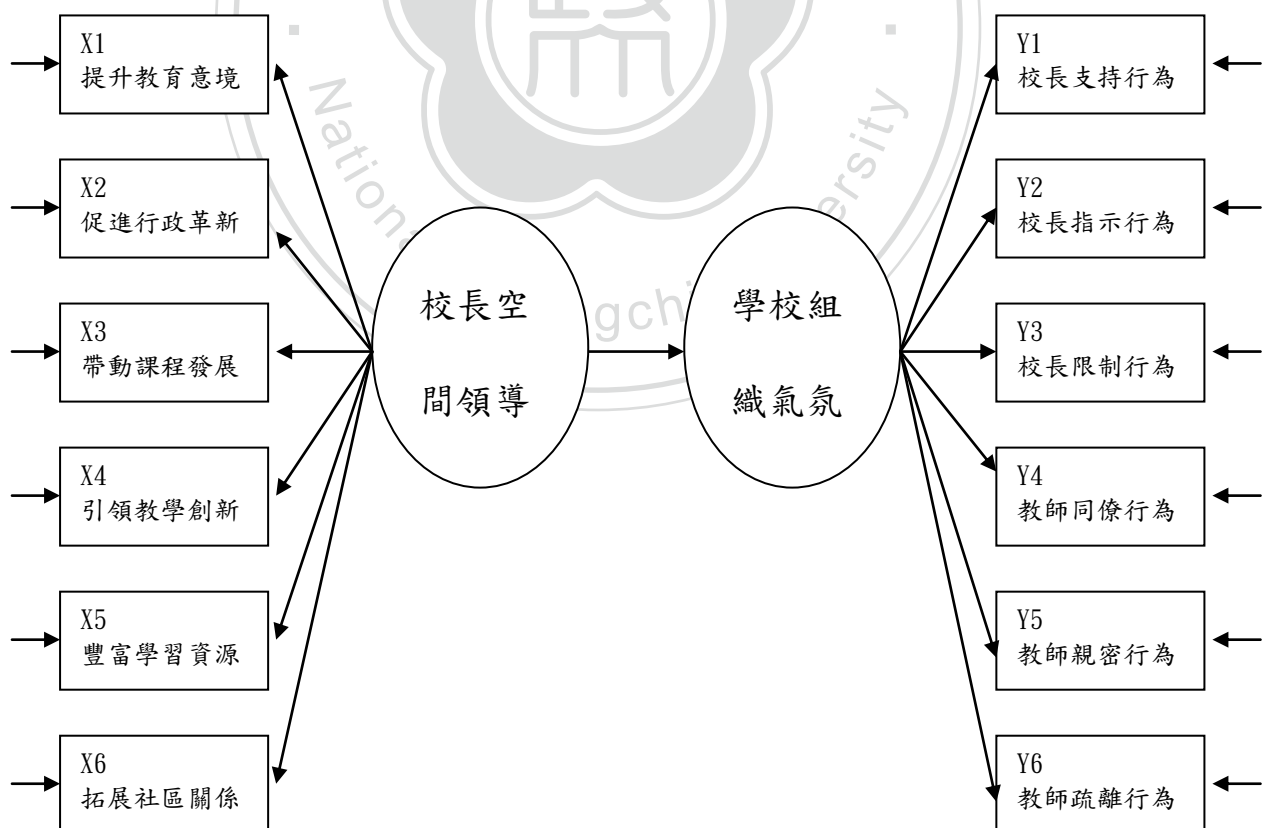 X1
提升教育意境
X2
促進行政革新
X3
帶動課程發展
X4
引領教學創新
X5
豐富學習資源
X6
拓展社區關係
校長空
間領導
學校組
織氣氛
Y1
校長支持行為
Y2
校長指示行為
Y3
校長限制行為
Y4
教師同僚行為
Y5
教師親密行為
Y6
教師疏離行為
National
gchi
ersity